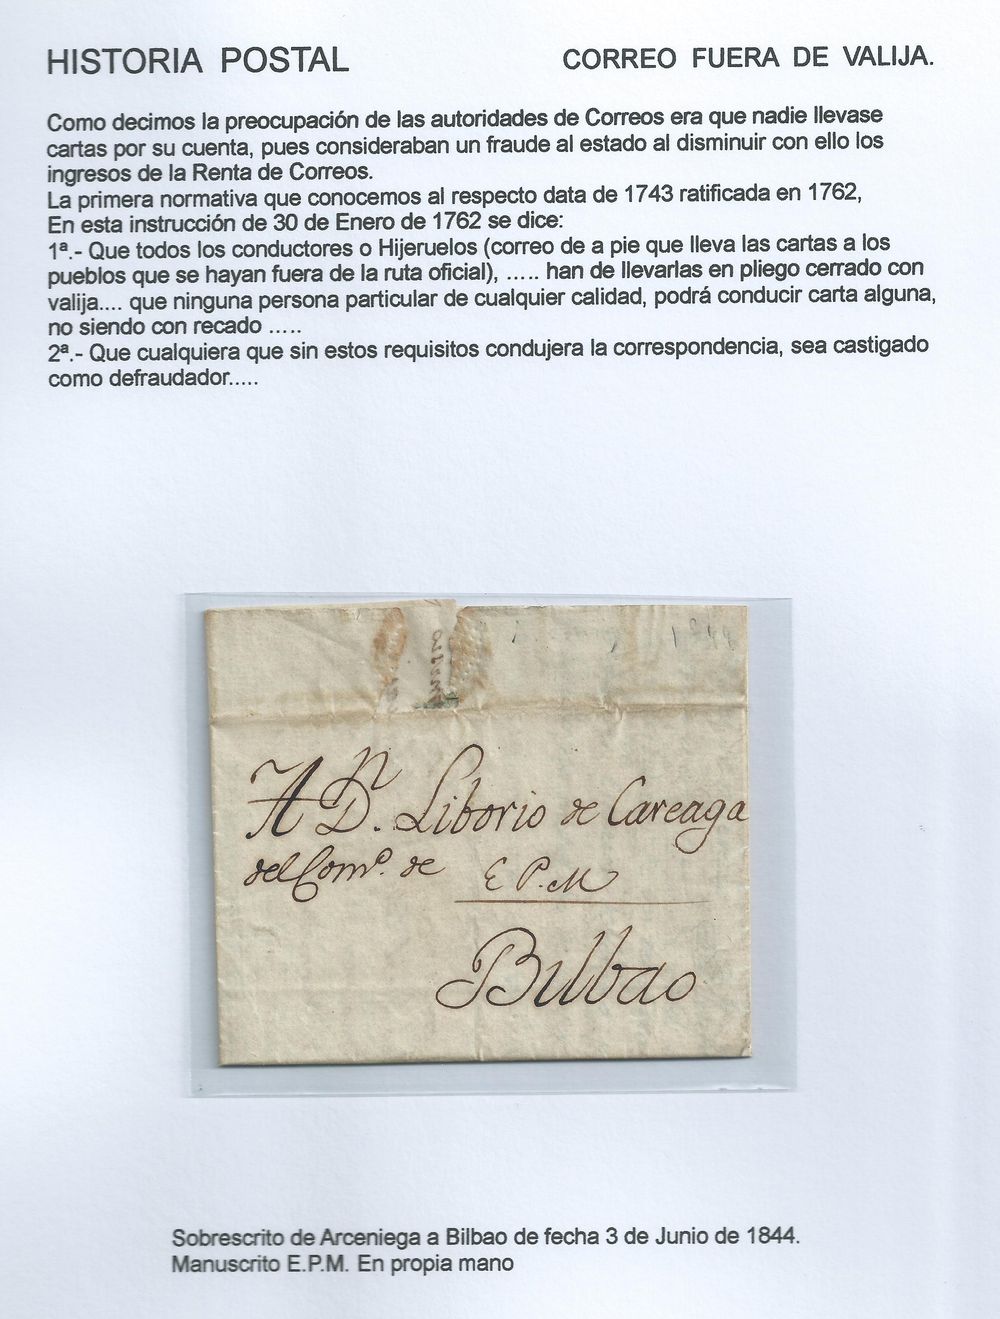 HISTORIA POSTAL
CORREO FUERA DE VALIJA.
Como decimos la preocupación de las autoridades de Correos era que nadie llevase
cartas por su cuenta, pues consideraban un fraude al estado al disminuir con ello los
ingresos de la Renta de Correos.
La primera normativa que conocemos al respecto data de 1743 ratificada en 1762,
En esta instrucción de 30 de Enero de 1762 se dice:
1ª.- Que todos los conductores o Hijeruelos (correo de a pie que lleva las cartas a los
pueblos que se hayan fuera de la ruta oficial), ..... han de llevarlas en pliego cerrado con
valija.... que ninguna persona particular de cualquier calidad, podrá conducir carta alguna,
no siendo con recado .....
2ª.- Que cualquiera que sin estos requisitos condujera la correspondencia, sea castigado
como defraudador.....
A Dn. Liborio de Careaga
del Como. de
E P. M
Bilbao
Sobrescrito de Arceniega a Bilbao de fecha 3 de Junio de 1844.
Manuscrito E.P.M. En propia mano